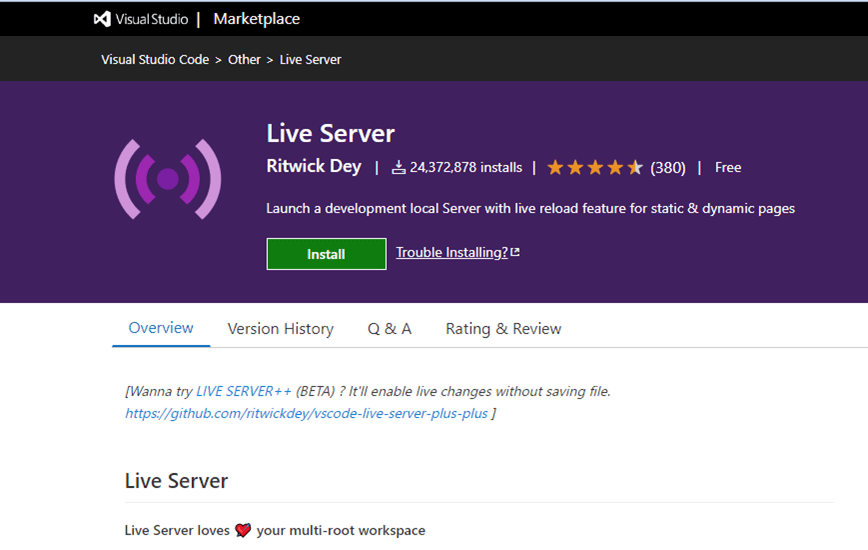 Visual Studio | Marketplace
Visual Studio Code > Other > Live Server
Live Server
Ritwick Dey | 24,372,878 installs | (380) | Free
Launch a development local Server with live reload feature for static & dynamic pages
Install Trouble Installing?
Overview Version History Q & A Rating & Review
[Wanna try LIVE SERVER++ (BETA) ? It'll enable live changes without saving file.
https://github.com/ritwickdey/vscode-live-server-plus-plus ]
Live Server
Live Server loves 💘 your multi-root workspace